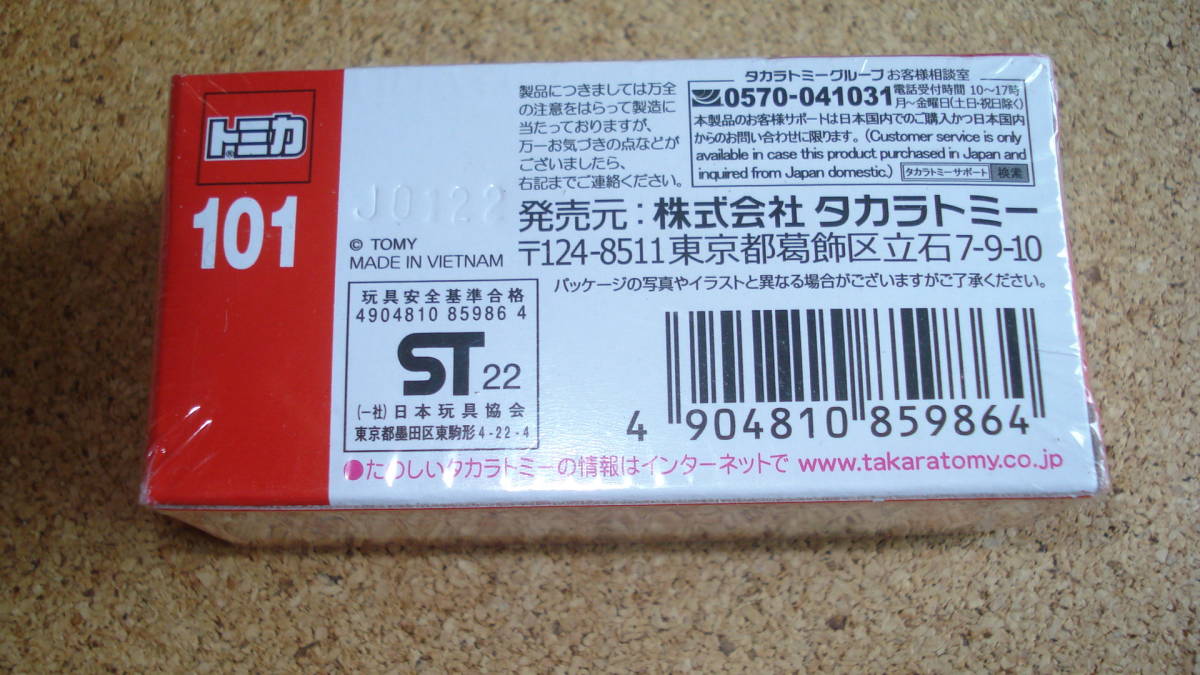 トミカ®
101
製品につきましては万全
の注意をはらって製造に
当たっておりますが、
万一お気づきの点などが
ございましたら、
右記までご連絡ください。
タカラトミーグループ お客様相談室
0570-041031
電話受付時間 10〜17時
月〜金曜日(土日・祝日除く)
本製品のお客様サポートは日本国内でのご購入かつ日本国内
からのお問い合わせに限ります。(Customer service is only
available in case this product purchased in Japan and
inquired from Japan domestic.) タカラトミーサポート 検索
J0122
発売元:株式会社 タカラトミー
© TOMY
MADE IN VIETNAM
〒124-8511 東京都葛飾区立石7-9-10
パッケージの写真やイラストと異なる場合がございますがご了承ください。
玩具安全基準合格
4904810 85986 4
ST 22
(一社)日本玩具協会
東京都墨田区東駒形4-22-4
4 904810 859864
●たのしいタカラトミーの情報はインターネットで www.takaratomy.co.jp